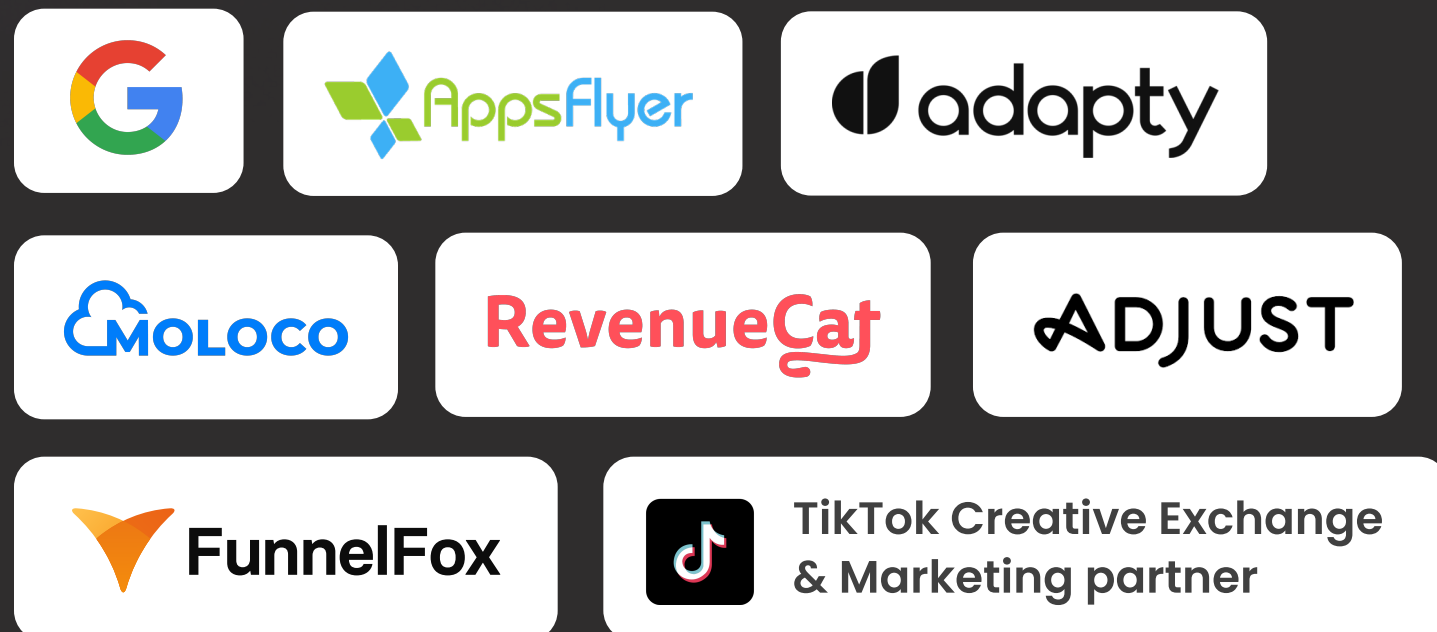 G
AppsFlyer
adapty
MOLOCO
RevenueCat
ADJUST
FunnelFox
TikTok Creative Exchange
& Marketing partner